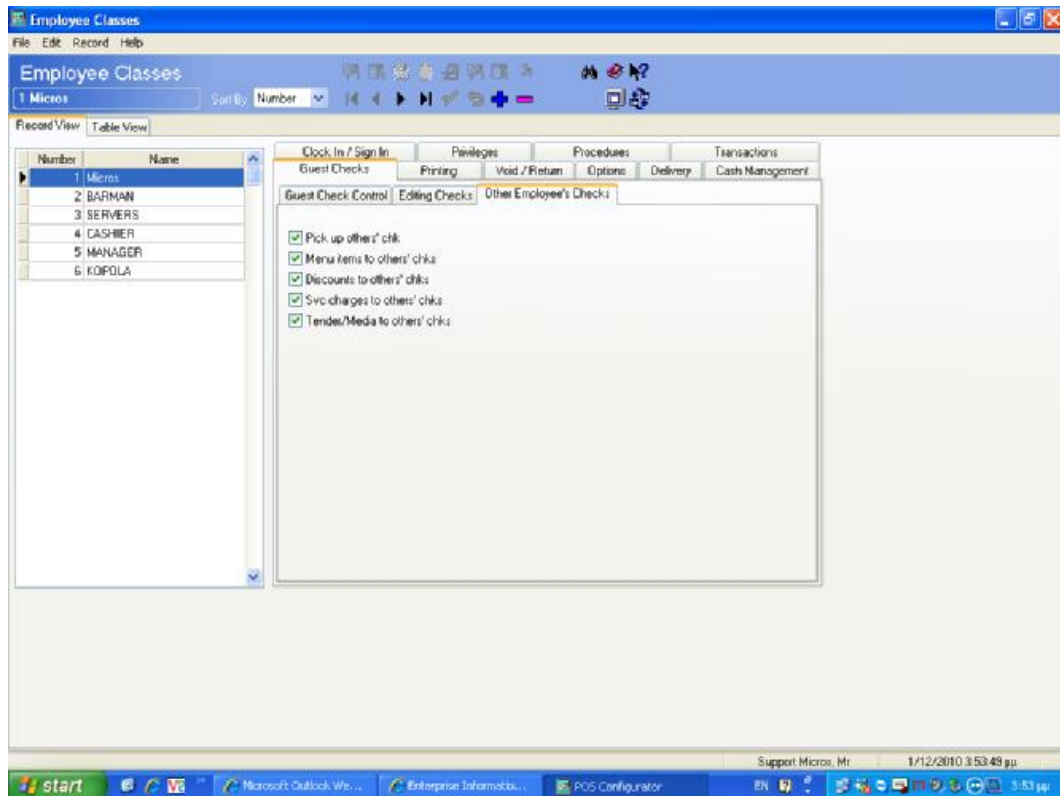 Employee Classes
File Edit Record Help
Employee Classes
1 Micros
Sort By Number
Record View Table View
Number Name
1 Micros
2 BARMAN
3 SERVERS
4 CASHIER
5 MANAGER
6 KOPOLA
Clock In / Sign In Privileges Procedures Transactions
Guest Checks Printing Void / Return Options Delivery Cash Management
Guest Check Control Editing Checks Other Employee's Checks
Pick up others' chk
Menu items to others' chks
Discounts to others' chks
Svc charges to others' chks
Tender/Media to others' chks
Support Micros, Mr 1/12/2010 3:53:49 μμ
start Microsoft Outlook We... Enterprise Informatio... POS Configurator EN 3:53 μμ